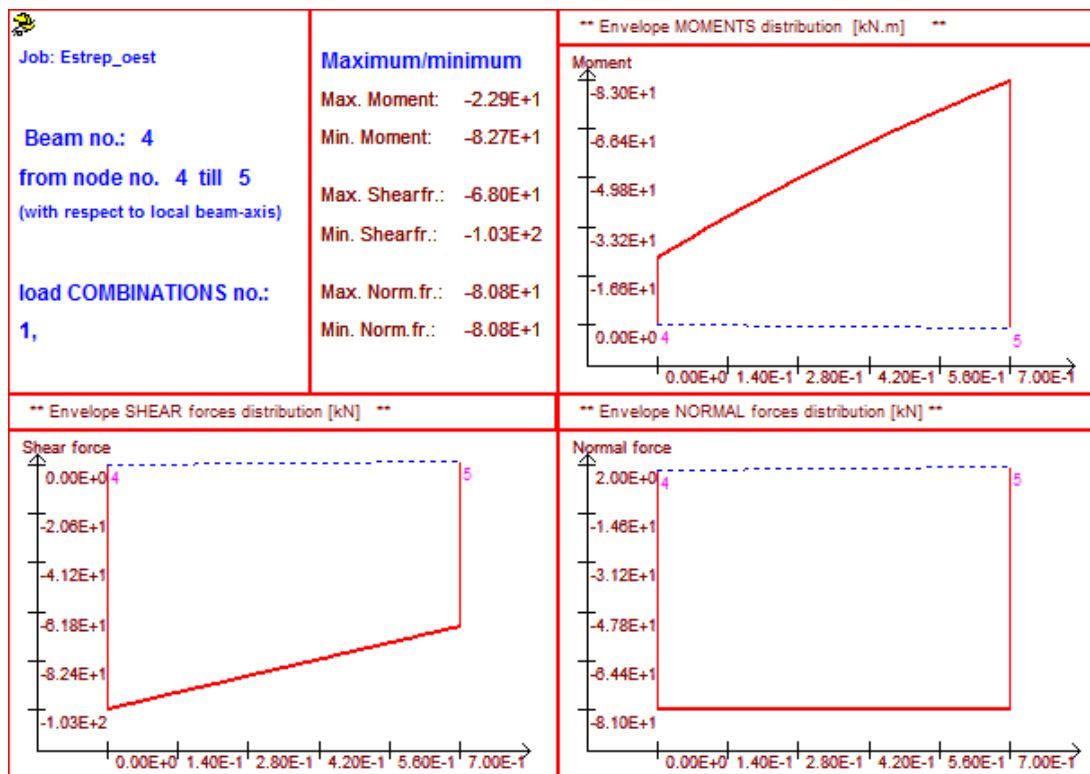 Job: Estrep_oest
Beam no.: 4
from node no. 4 till 5
(with respect to local beam-axis)
load COMBINATIONS no.:
1,
Maximum/minimum
Max. Moment: -2.29E+1
Min. Moment: -8.27E+1
Max. Shearfr.: -6.80E+1
Min. Shearfr.: -1.03E+2
Max. Norm.fr.: -8.08E+1
Min. Norm.fr.: -8.08E+1
** Envelope MOMENTS distribution [kN.m] **
Moment
-8.30E+1
-6.64E+1
-4.98E+1
-3.32E+1
-1.66E+1
0.00E+0
4
5
0.00E+0 1.40E-1 2.80E-1 4.20E-1 5.60E-1 7.00E-1
** Envelope SHEAR forces distribution [kN] **
Shear force
0.00E+0
4
5
-2.06E+1
-4.12E+1
-6.18E+1
-8.24E+1
-1.03E+2
0.00E+0 1.40E-1 2.80E-1 4.20E-1 5.60E-1 7.00E-1
** Envelope NORMAL forces distribution [kN] **
Normal force
2.00E+0
4
5
-1.46E+1
-3.12E+1
-4.78E+1
-6.44E+1
-8.10E+1
0.00E+0 1.40E-1 2.80E-1 4.20E-1 5.60E-1 7.00E-1